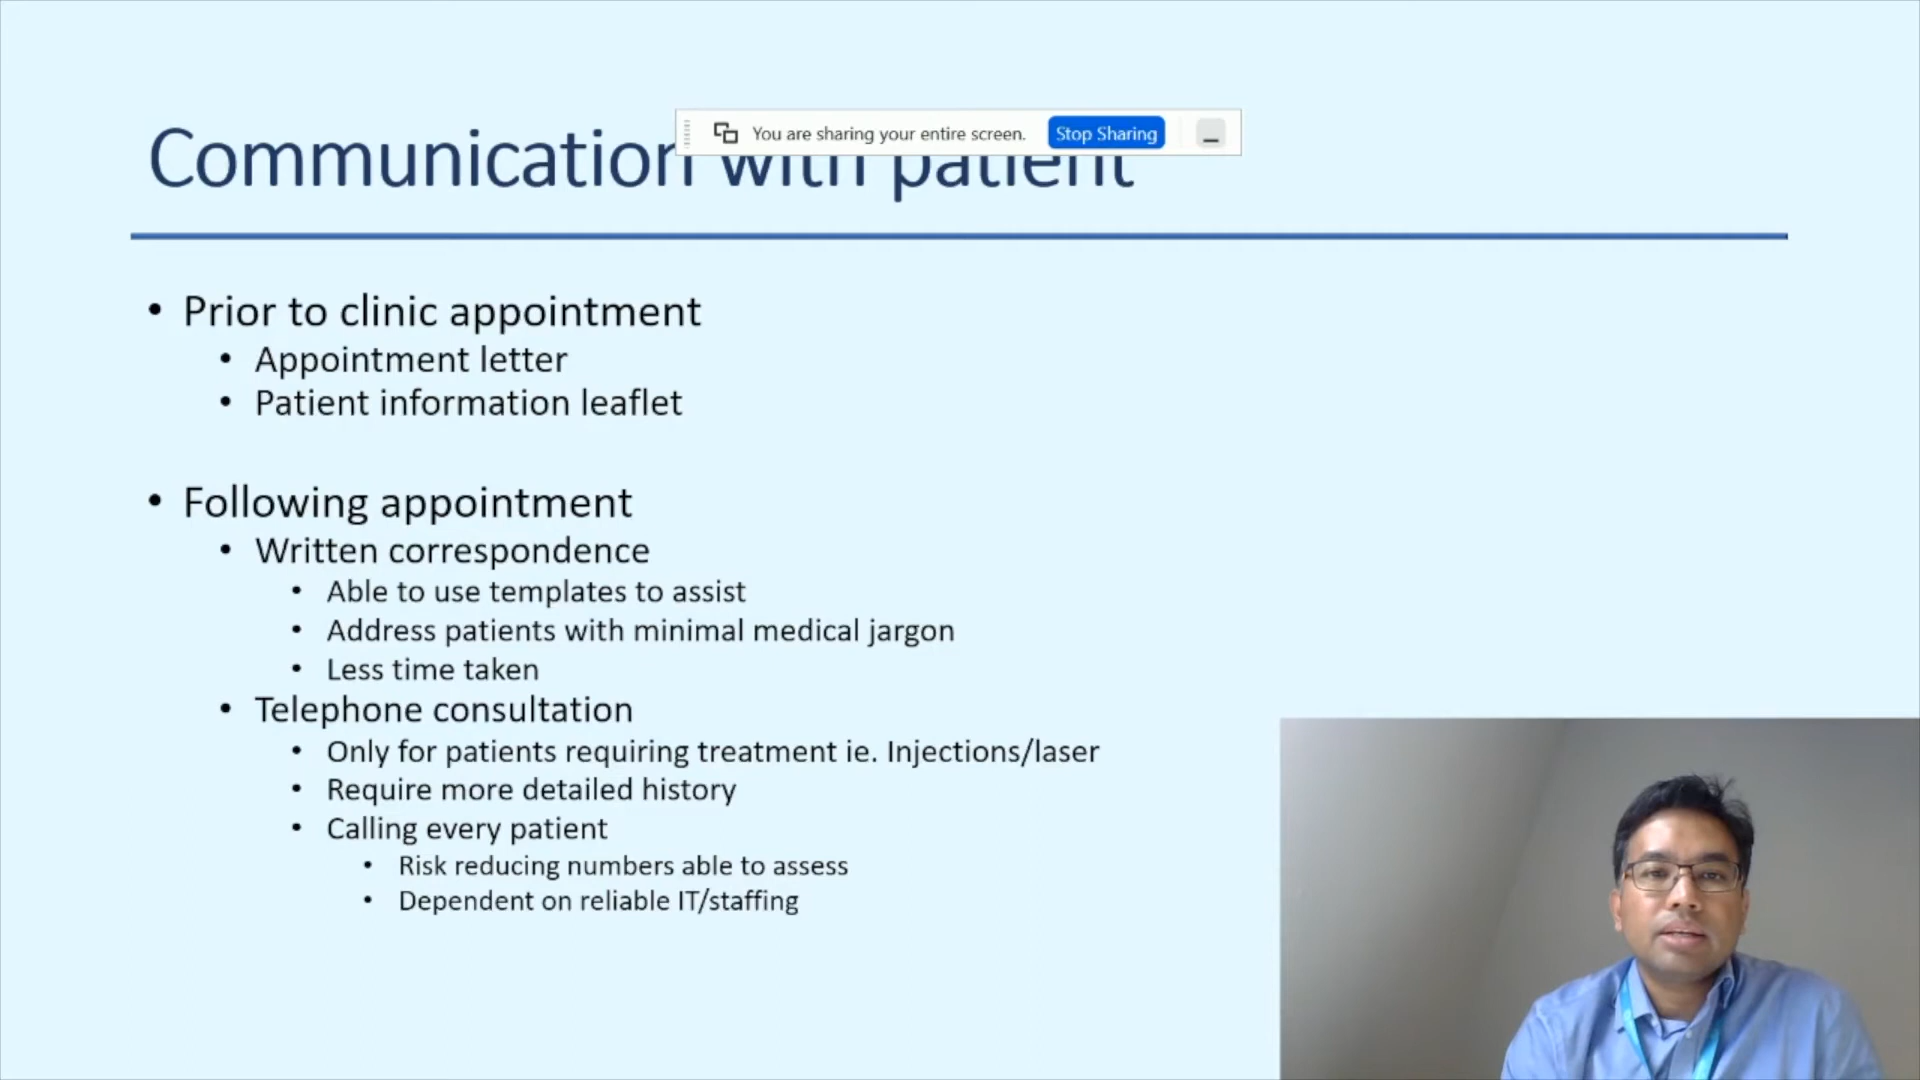 You are sharing your entire screen. Stop Sharing
Communication with patient
• Prior to clinic appointment
• Appointment letter
• Patient information leaflet
• Following appointment
• Written correspondence
• Able to use templates to assist
• Address patients with minimal medical jargon
• Less time taken
• Telephone consultation
• Only for patients requiring treatment ie. Injections/laser
• Require more detailed history
• Calling every patient
• Risk reducing numbers able to assess
• Dependent on reliable IT/staffing